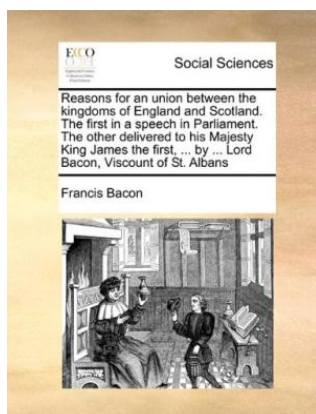 ECCO
Social Sciences
Reasons for an union between the
kingdoms of England and Scotland.
The first in a speech in Parliament.
The other delivered to his Majesty
King James the first, ... by ... Lord
Bacon, Viscount of St. Albans
Francis Bacon